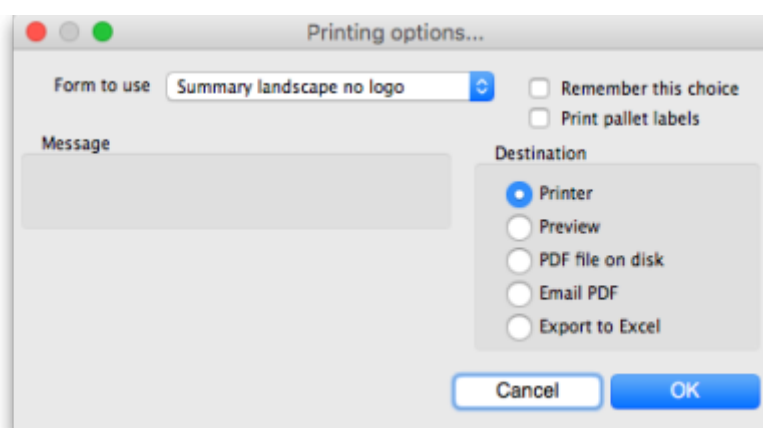 Printing options...
Form to use Summary landscape no logo
Remember this choice
Print pallet labels
Message
Destination
Printer
Preview
PDF file on disk
Email PDF
Export to Excel
Cancel OK